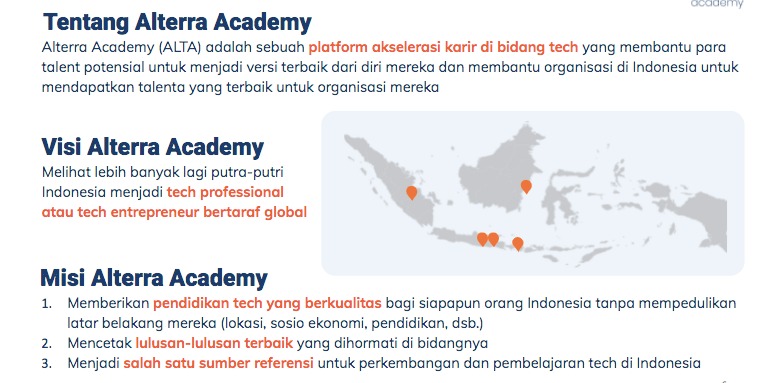 academy
Tentang Alterra Academy
Alterra Academy (ALTA) adalah sebuah platform akselerasi karir di bidang tech yang membantu para
talent potensial untuk menjadi versi terbaik dari diri mereka dan membantu organisasi di Indonesia untuk
mendapatkan talenta yang terbaik untuk organisasi mereka
Visi Alterra Academy
Melihat lebih banyak lagi putra-putri
Indonesia menjadi tech professional
atau tech entrepreneur bertaraf global
Misi Alterra Academy
1. Memberikan pendidikan tech yang berkualitas bagi siapapun orang Indonesia tanpa mempedulikan
latar belakang mereka (lokasi, sosio ekonomi, pendidikan, dsb.)
2. Mencetak lulusan-lulusan terbaik yang dihormati di bidangnya
3. Menjadi salah satu sumber referensi untuk perkembangan dan pembelajaran tech di Indonesia